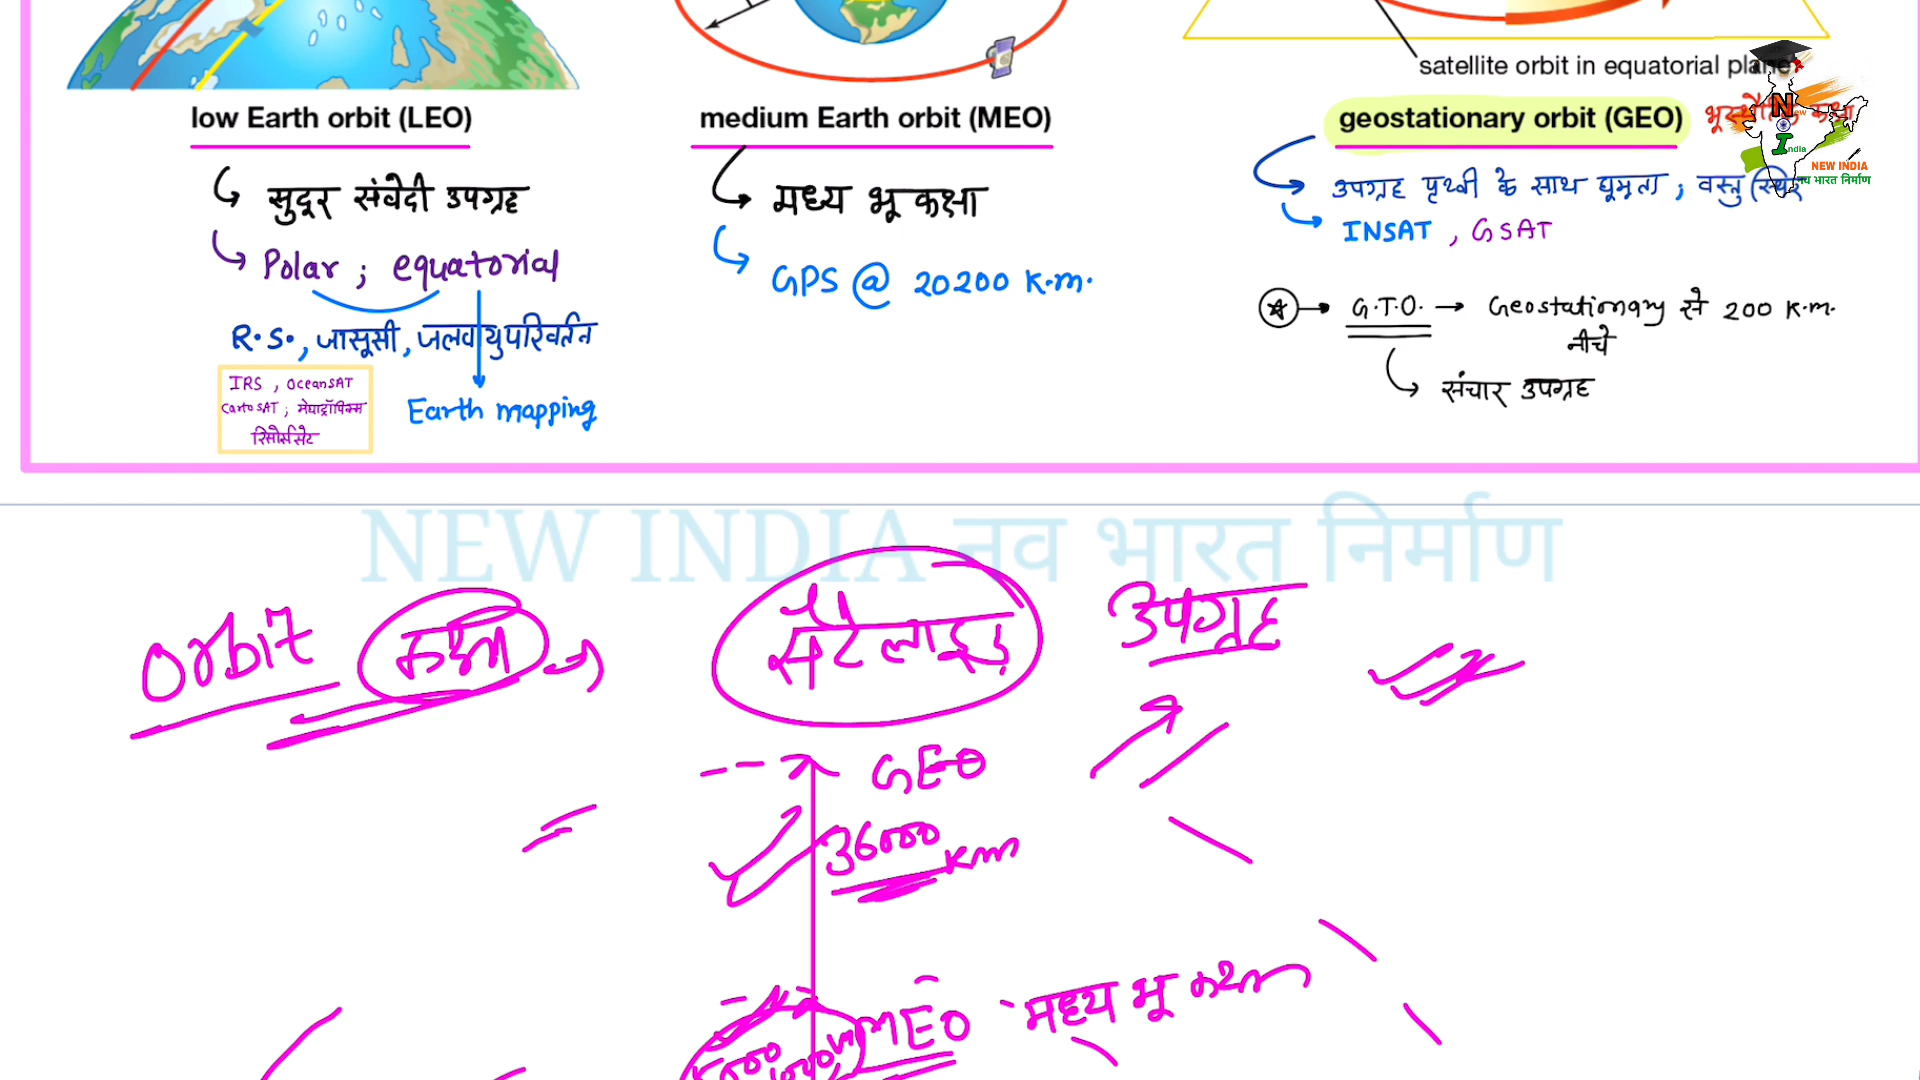 satellite orbit in equatorial plane
low Earth orbit (LEO)
medium Earth orbit (MEO)
geostationary orbit (GEO)
सुदूर संवेदी उपग्रह
Polar ; equatorial
R.S., जासूसी, जलवायु परिवर्तन
IRS , OceanSAT
CartoSAT ; मेघाट्रॉपिक्स
रिसोर्ससेट
Earth mapping
मध्य भू कक्षा
GPS @ 20200 K.m.
उपग्रह पृथ्वी के साथ घूमता ; वस्तु स्थिर
INSAT , GSAT
G.T.O. → Geostationary से 200 K.m.
नीचे
संचार उपग्रह
New
India
NEW INDIA
नव भारत निर्माण
NEW INDIA नव भारत निर्माण
Orbit कक्षा
सैटेलाइट
उपग्रह
GEO
36000 Km
MEO - मध्य भू कक्षा